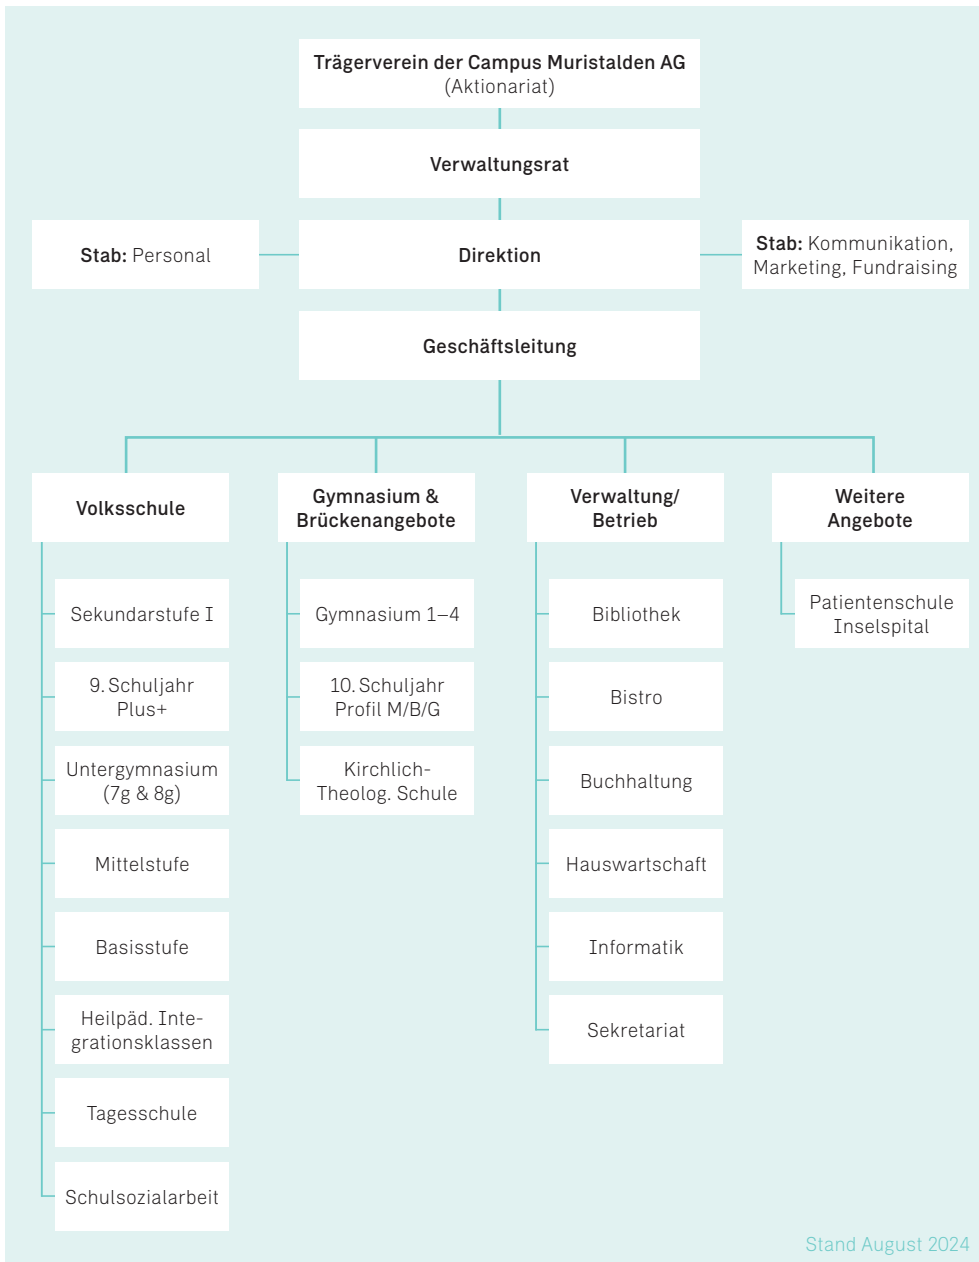 Trägerverein der Campus Muristalden AG
(Aktionariat)
Verwaltungsrat
Stab: Personal
Direktion
Stab: Kommunikation,
Marketing, Fundraising
Geschäftsleitung
Volksschule
Sekundarstufe I
9. Schuljahr
Plus+
Untergymnasium
(7g & 8g)
Mittelstufe
Basisstufe
Heilpäd. Inte-
grationsklassen
Tagesschule
Schulsozialarbeit
Gymnasium &
Brückenangebote
Gymnasium 1–4
10. Schuljahr
Profil M/B/G
Kirchlich-
Theolog. Schule
Verwaltung/
Betrieb
Bibliothek
Bistro
Buchhaltung
Hauswartschaft
Informatik
Sekretariat
Weitere
Angebote
Patientenschule
Inselspital
Stand August 2024